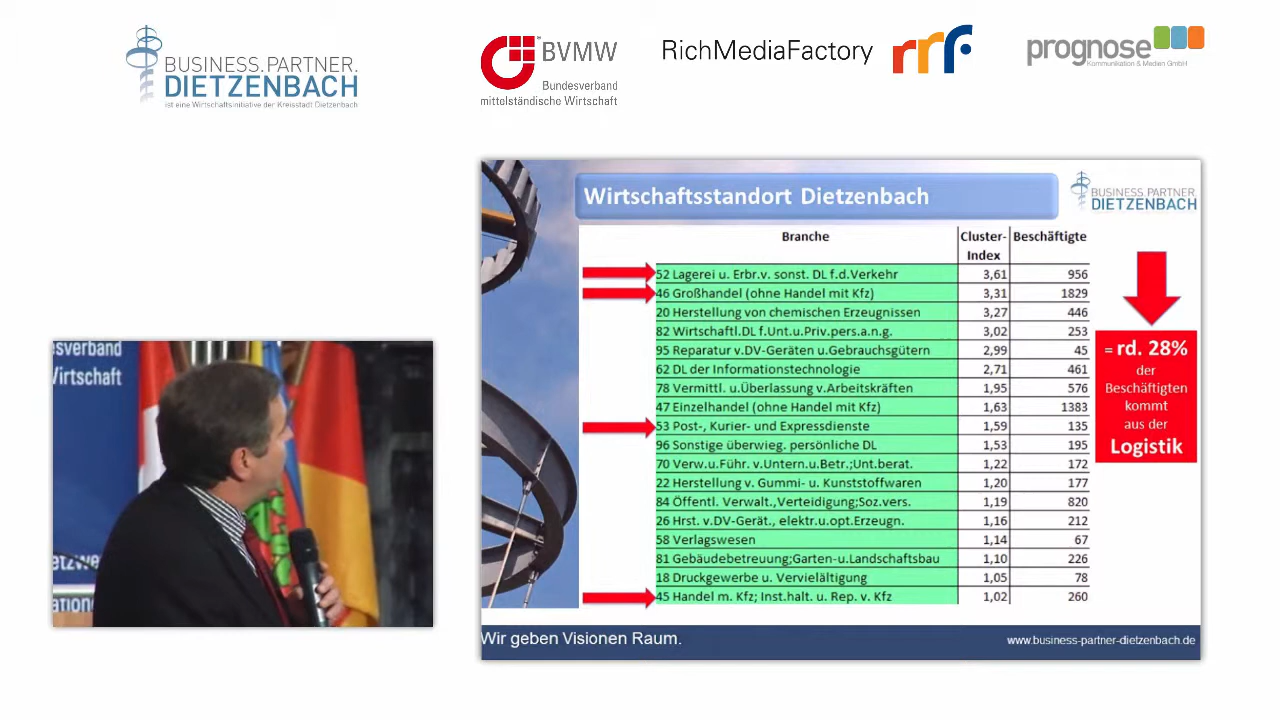 BUSINESS.PARTNER.
DIETZENBACH
ist eine Wirtschaftsinitiative der Kreisstadt Dietzenbach
BVMW
Bundesverband
mittelständische Wirtschaft
RichMediaFactory rrf
prognose
Kommunikation & Medien GmbH
Wirtschaftsstandort Dietzenbach
BUSINESS.PARTNER.
DIETZENBACH
Branche Cluster-Index Beschäftigte
52 Lagerei u. Erbr.v. sonst. DL f.d.Verkehr 3,61 956
46 Großhandel (ohne Handel mit Kfz) 3,31 1829
20 Herstellung von chemischen Erzeugnissen 3,27 446
82 Wirtschaftl.DL f.Unt.u.Priv.pers.a.n.g. 3,02 253
95 Reparatur v.DV-Geräten u.Gebrauchsgütern 2,99 45
62 DL der Informationstechnologie 2,71 461
78 Vermittl. u.Überlassung v.Arbeitskräften 1,95 576
47 Einzelhandel (ohne Handel mit Kfz) 1,63 1383
53 Post-, Kurier- und Expressdienste 1,59 135
96 Sonstige überwieg. persönliche DL 1,53 195
70 Verw.u.Führ. v.Untern.u.Betr.;Unt.berat. 1,22 172
22 Herstellung v. Gummi- u. Kunststoffwaren 1,20 177
84 Öffentl. Verwalt.,Verteidigung;Soz.vers. 1,19 820
26 Hrst. v.DV-Gerät., elektr.u.opt.Erzeugn. 1,16 212
58 Verlagswesen 1,14 67
81 Gebäudebetreuung;Garten-u.Landschaftsbau 1,10 226
18 Druckgewerbe u. Vervielältigung 1,05 78
45 Handel m. Kfz; Inst.halt. u. Rep. v. Kfz 1,02 260
= rd. 28%
der
Beschäftigten
kommt
aus der
Logistik
Wir geben Visionen Raum.
www.business-partner-dietzenbach.de
sverband
Wirtschaft
etzwe
ation